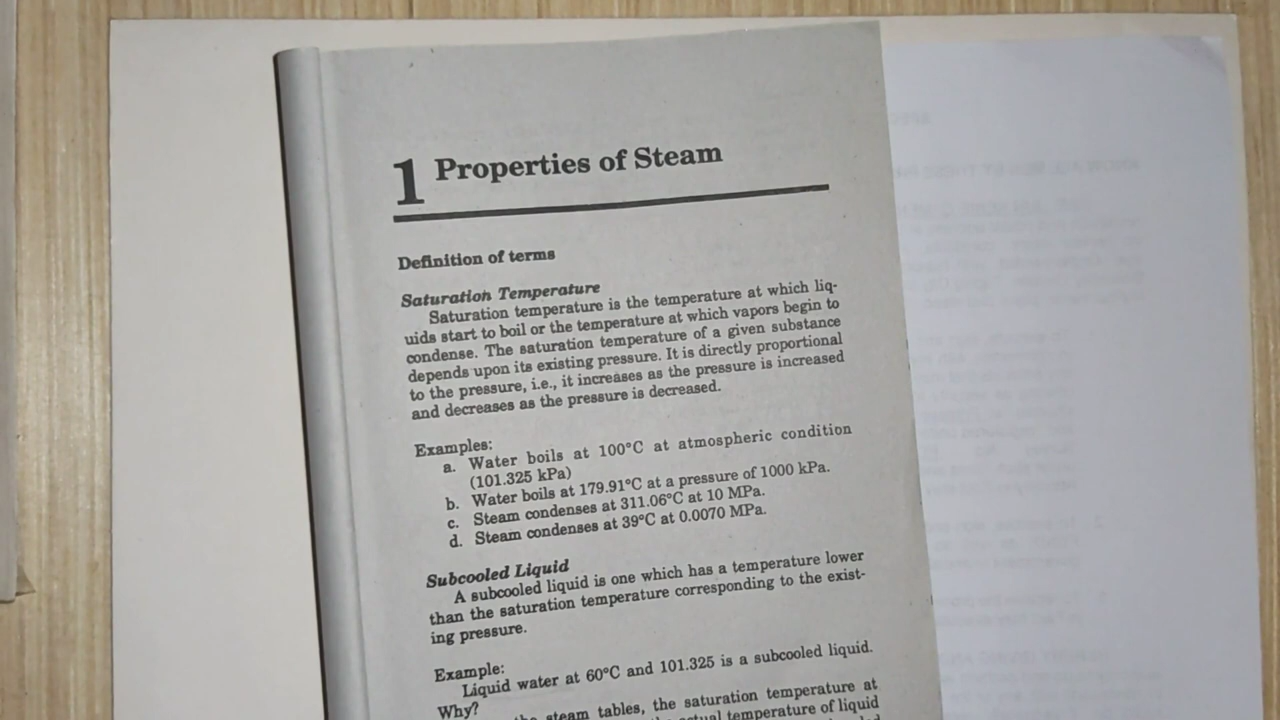 1 Properties of Steam
Definition of terms
Saturation Temperature
Saturation temperature is the temperature at which liq-
uids start to boil or the temperature at which vapors begin to
condense. The saturation temperature of a given substance
depends upon its existing pressure. It is directly proportional
to the pressure, i.e., it increases as the pressure is increased
and decreases as the pressure is decreased.
Examples:
a. Water boils at 100°C at atmospheric condition
(101.325 kPa)
b. Water boils at 179.91°C at a pressure of 1000 kPa.
c. Steam condenses at 311.06°C at 10 MPa.
d. Steam condenses at 39°C at 0.0070 MPa.
Subcooled Liquid
A subcooled liquid is one which has a temperature lower
than the saturation temperature corresponding to the exist-
ing pressure.
Example:
Liquid water at 60°C and 101.325 is a subcooled liquid.
Why?
steam tables, the saturation temperature at
temperature of liquid